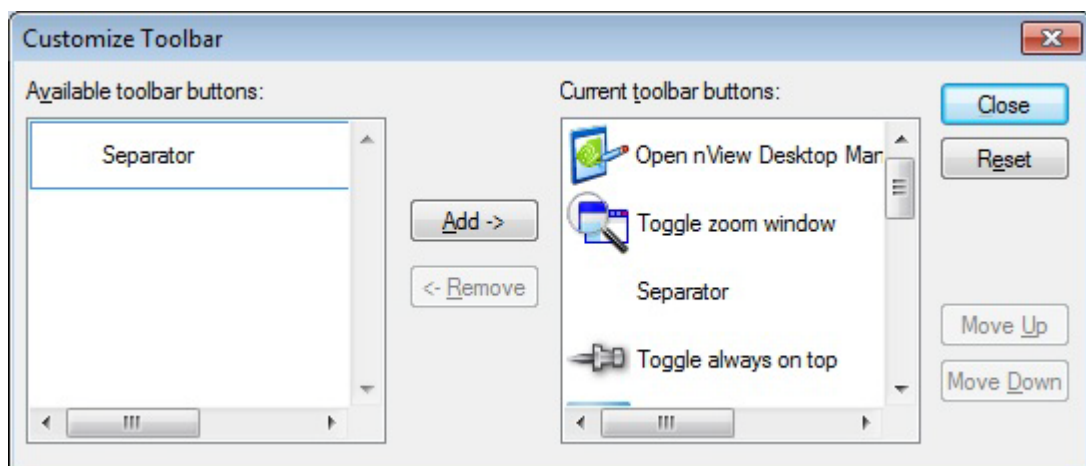 Customize Toolbar
Available toolbar buttons:
Separator
Add ->
<- Remove
Current toolbar buttons:
Open nView Desktop Man
Toggle zoom window
Separator
Toggle always on top
Close
Reset
Move Up
Move Down